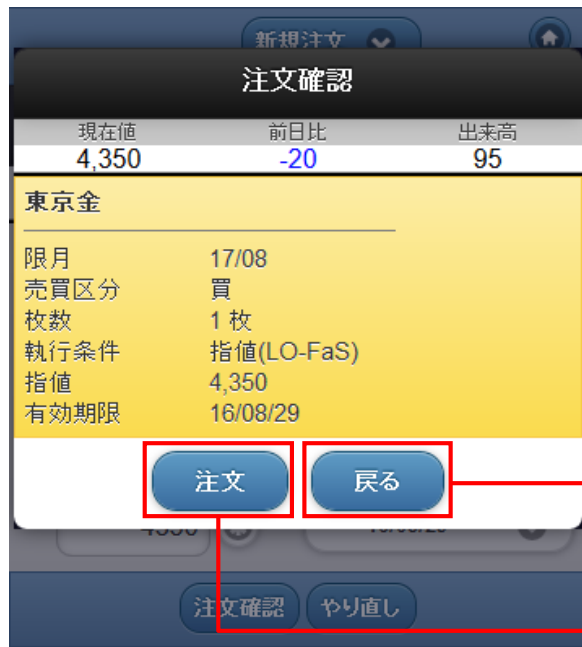 新規注文
注文確認
現在値 前日比 出来高
4,350 -20 95
東京金
限月 17/08
売買区分 買
枚数 1 枚
執行条件 指値(LO-FaS)
指値 4,350
有効期限 16/08/29
注文 戻る
注文確認 やり直し